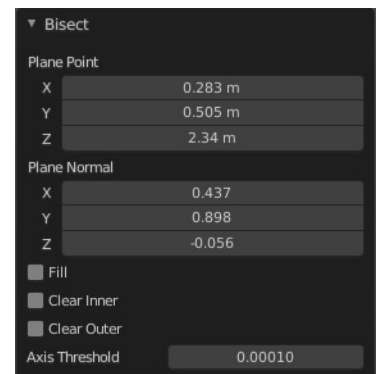 Bisect
Plane Point
X 0.283 m
Y 0.505 m
Z 2.34 m
Plane Normal
X 0.437
Y 0.898
Z -0.056
Fill
Clear Inner
Clear Outer
Axis Threshold 0.00010